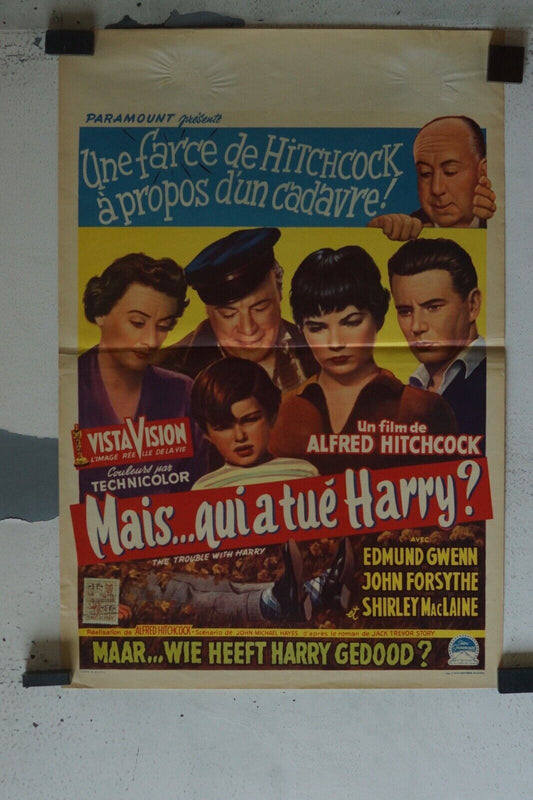 PARAMOUNT présente
Une farce de HITCHCOCK
à propos d'un cadavre!
VISTAVISION
L'IMAGE RÉELLE DE LA VIE
Couleurs par
TECHNICOLOR
Un film de
ALFRED HITCHCOCK
Mais...qui a tué Harry?
THE TROUBLE WITH HARRY
AVEC
EDMUND GWENN
JOHN FORSYTHE
et SHIRLEY MACLAINE
Réalisation de ALFRED HITCHCOCK - Scénario de JOHN MICHAEL HAYES d'après le roman de JACK TREVOR STORY
MAAR...WIE HEEFT HARRY GEDOOD?